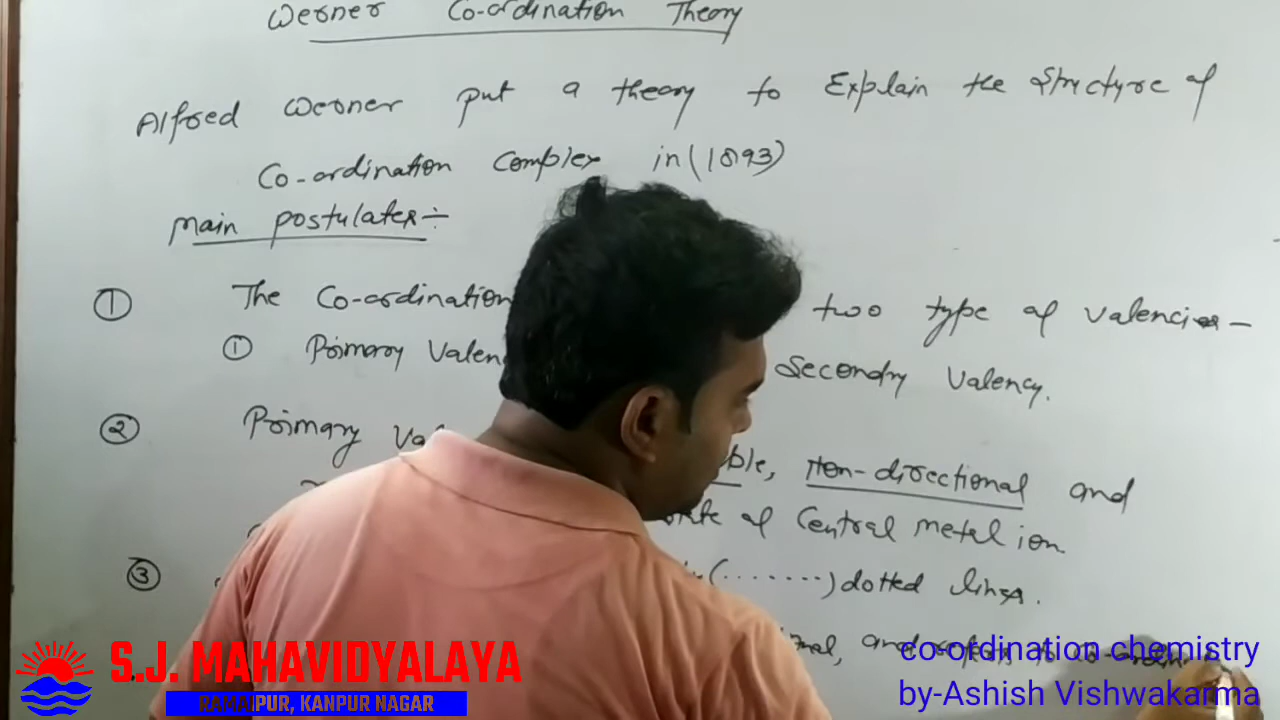 Werner Co-ordination Theory
Alfred Werner put a theory to Explain the Structure of
Co-ordination Complex in (1893)
Main postulates:-
① The Co-ordination two type of valencies-
① Primary Valen Secondry Valency.
② Primary Va ble, Non-directional and
of Central metal ion.
③ (.......) dotted lines.
and
co-ordination chemistry
by-Ashish Vishwakarma
S.J. MAHAVIDYALAYA
RAMAIPUR, KANPUR NAGAR